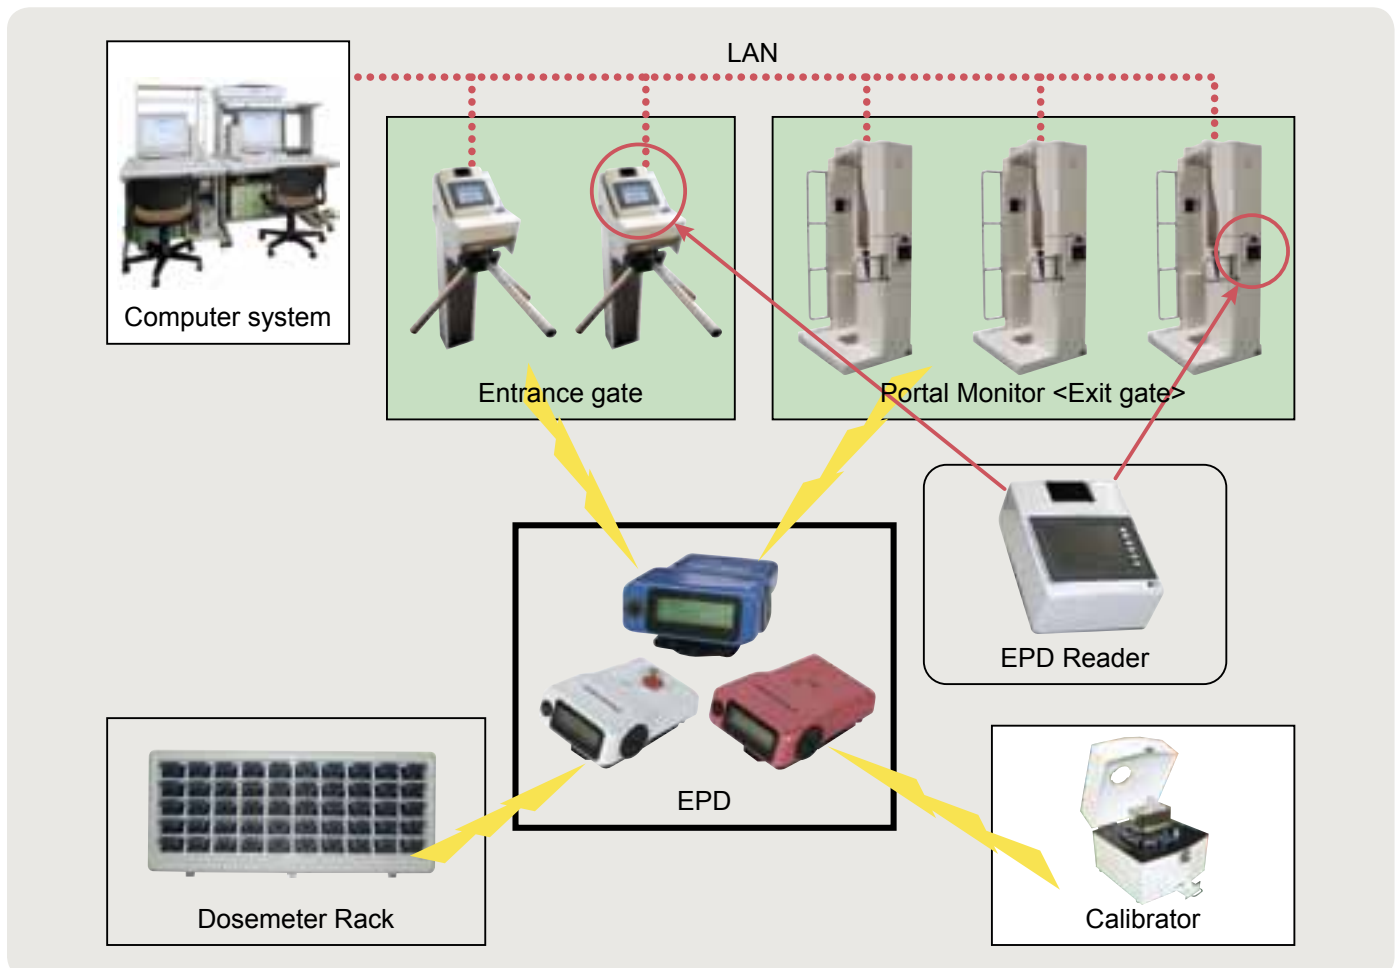 LAN
Computer system
Entrance gate
Portal Monitor <Exit gate>
EPD Reader
EPD
Dosemeter Rack
Calibrator